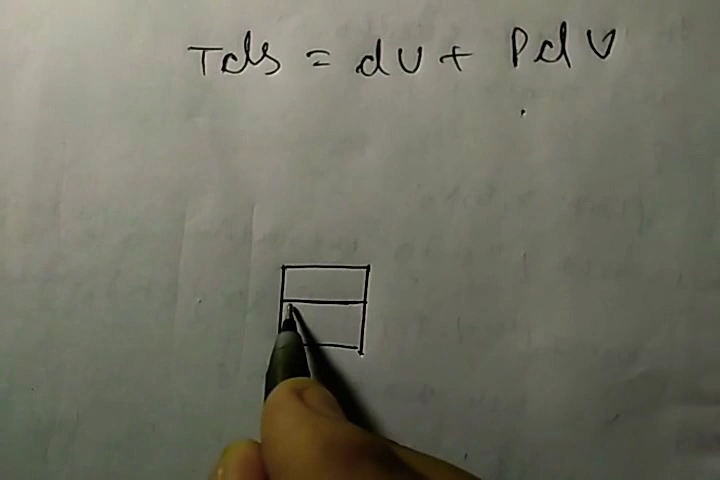 Tds = dU + PdV